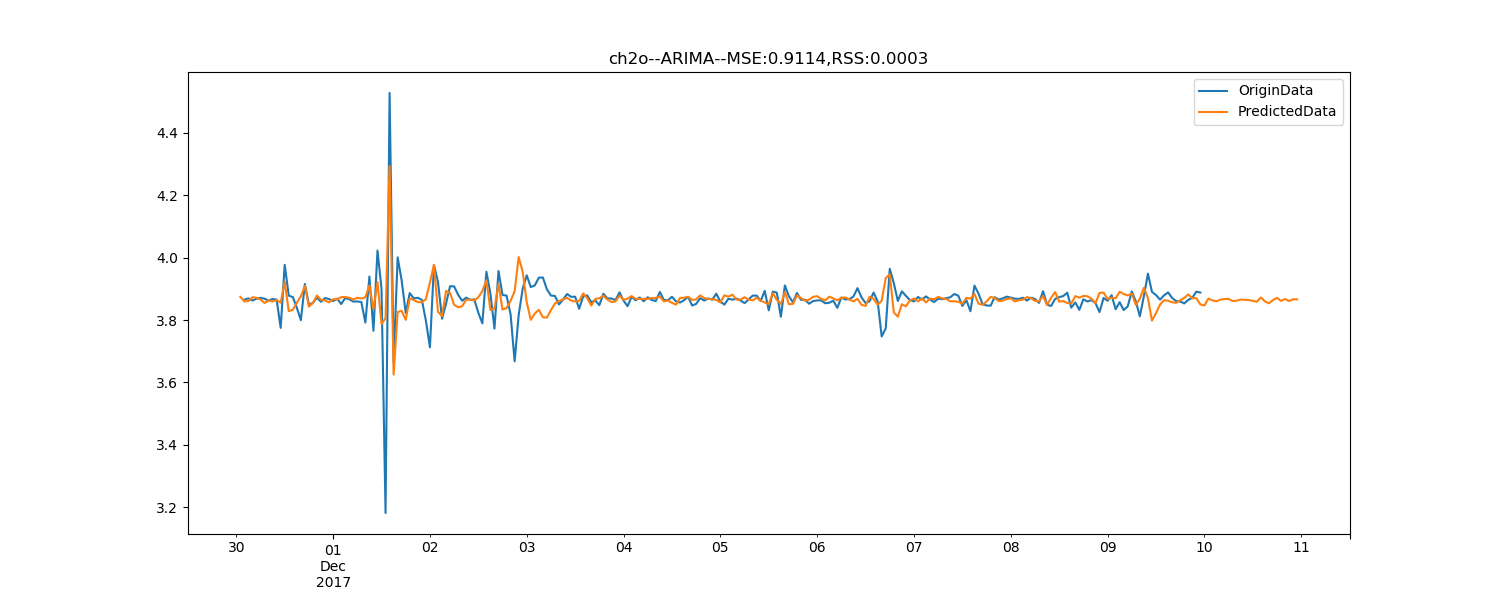 ch2o--ARIMA--MSE:0.9114,RSS:0.0003
OriginData
PredictedData
4.4
4.2
4.0
3.8
3.6
3.4
3.2
30 01 02 03 04 05 06 07 08 09 10 11
Dec
2017